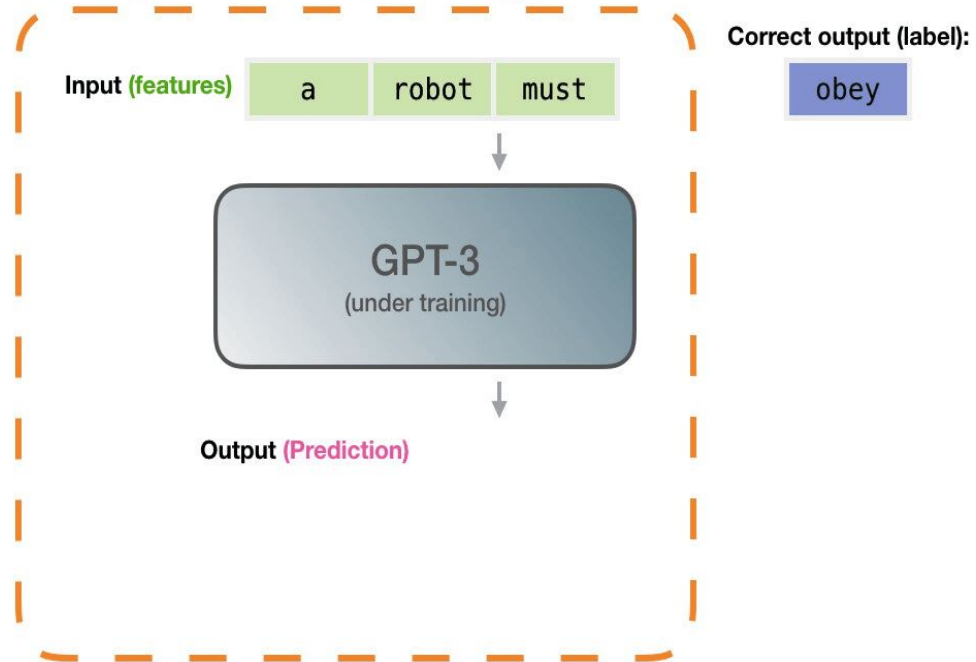 Correct output (label):
Input (features) a robot must
obey
GPT-3
(under training)
Output (Prediction)